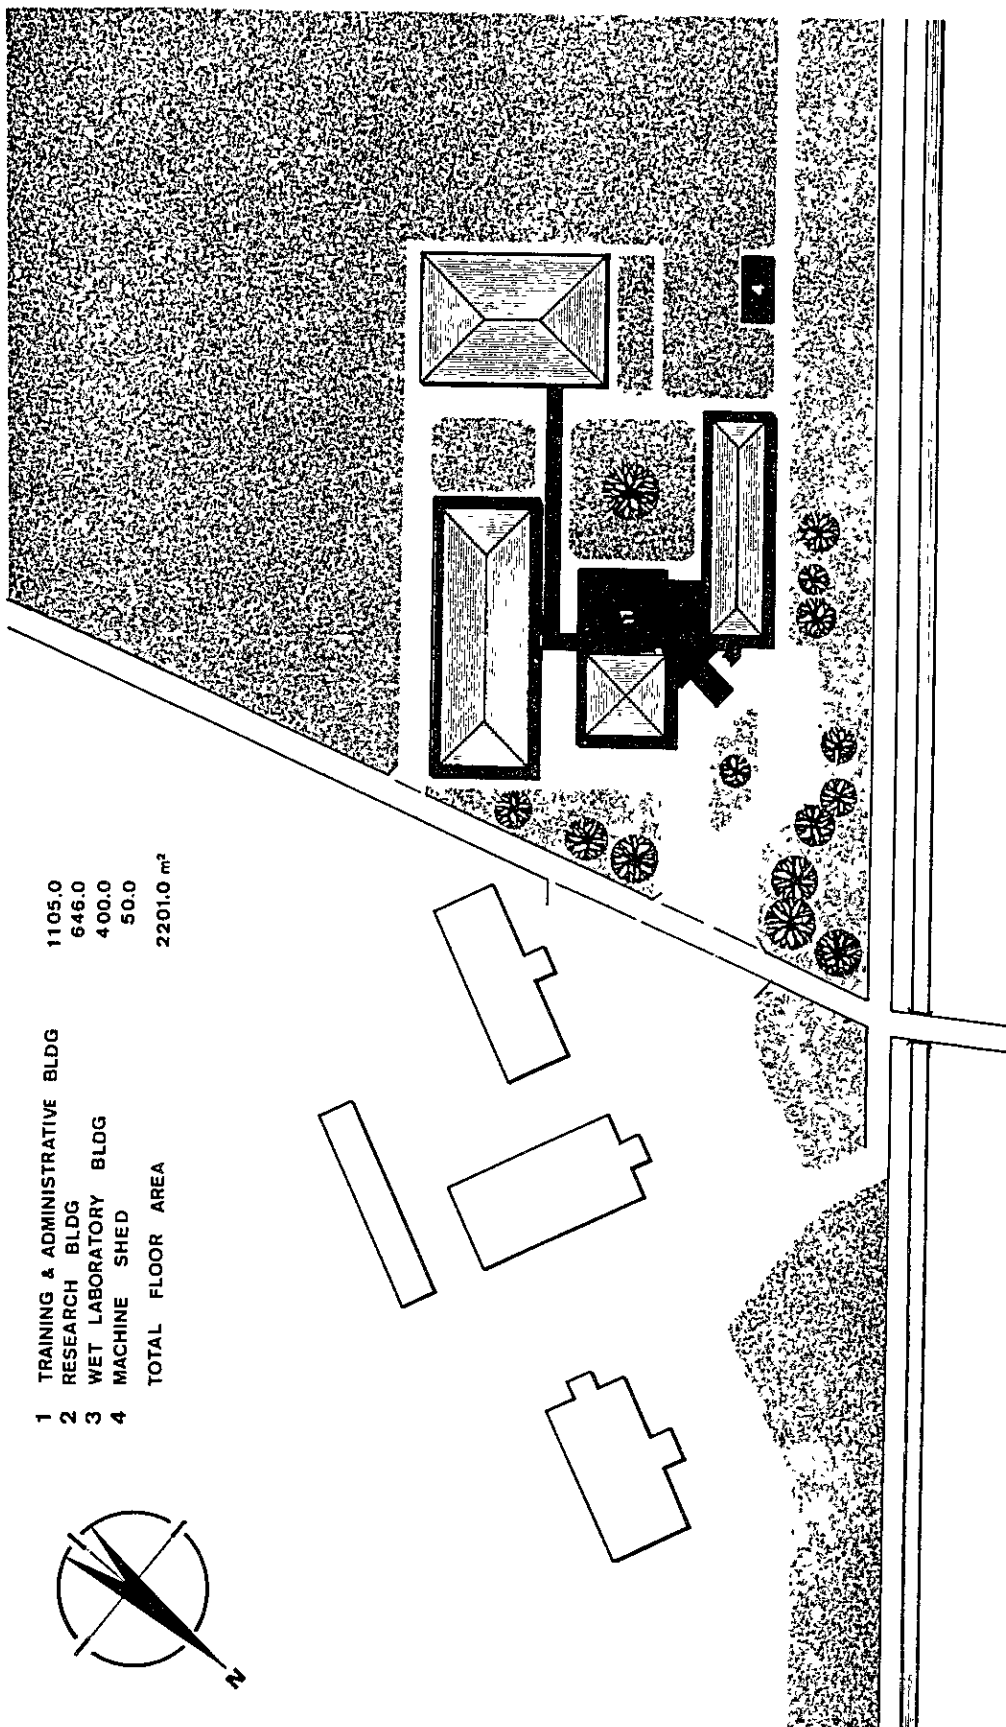 1 TRAINING & ADMINISTRATIVE BLDG 1105.0
2 RESEARCH BLDG 646.0
3 WET LABORATORY BLDG 400.0
4 MACHINE SHED 50.0
TOTAL FLOOR AREA 2201.0 m²
N
4